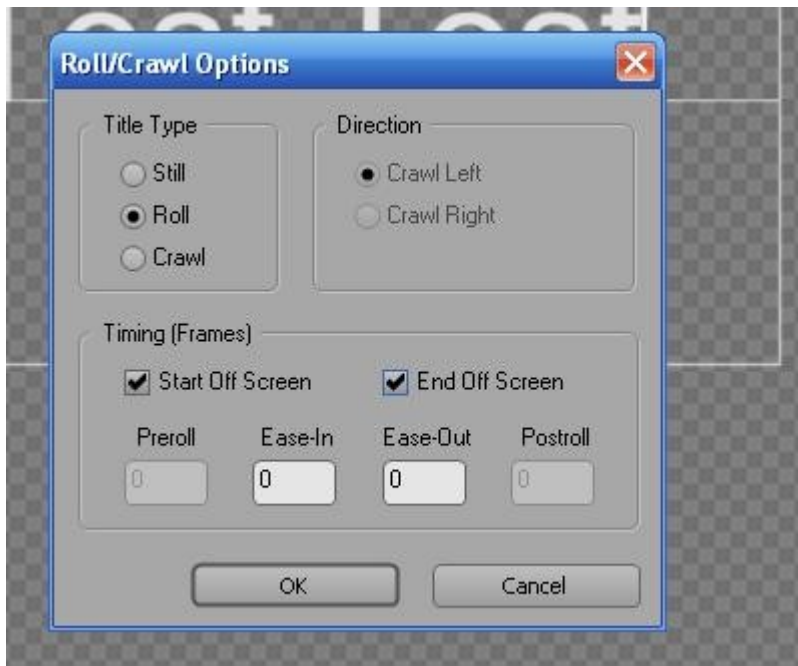 Roll/Crawl Options
Title Type
Direction
Still
Crawl Left
Roll
Crawl Right
Crawl
Timing (Frames)
Start Off Screen
End Off Screen
Preroll
Ease-In
Ease-Out
Postroll
0
0
0
0
OK
Cancel